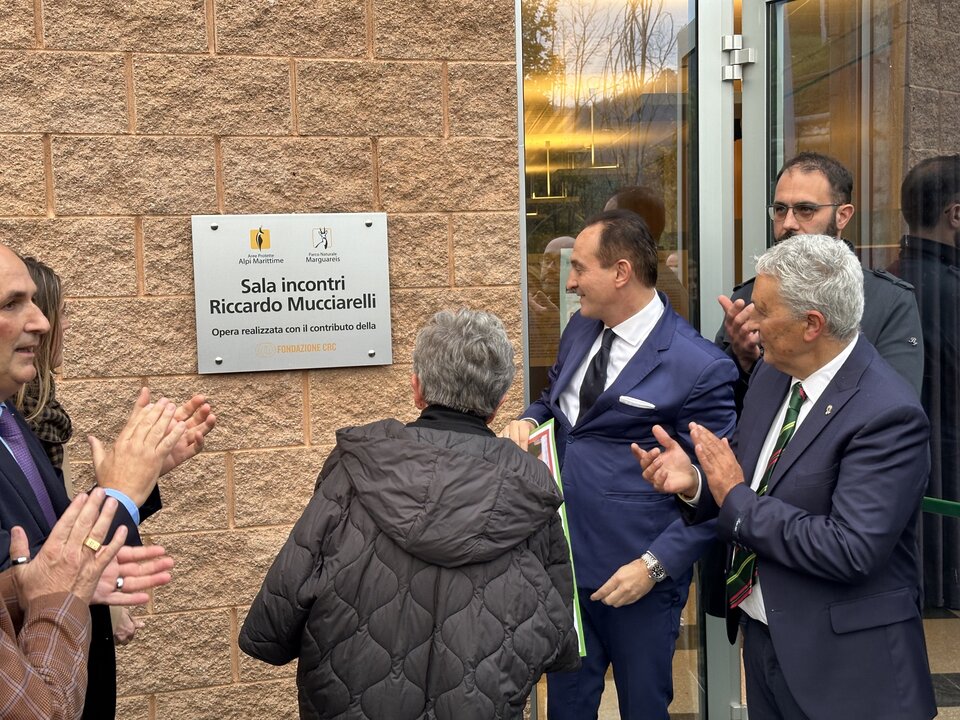 Aree Protette
Alpi Marittime
Parco Naturale
Marguareis
Sala incontri
Riccardo Mucciarelli
Opera realizzata con il contributo della
FONDAZIONE CRC